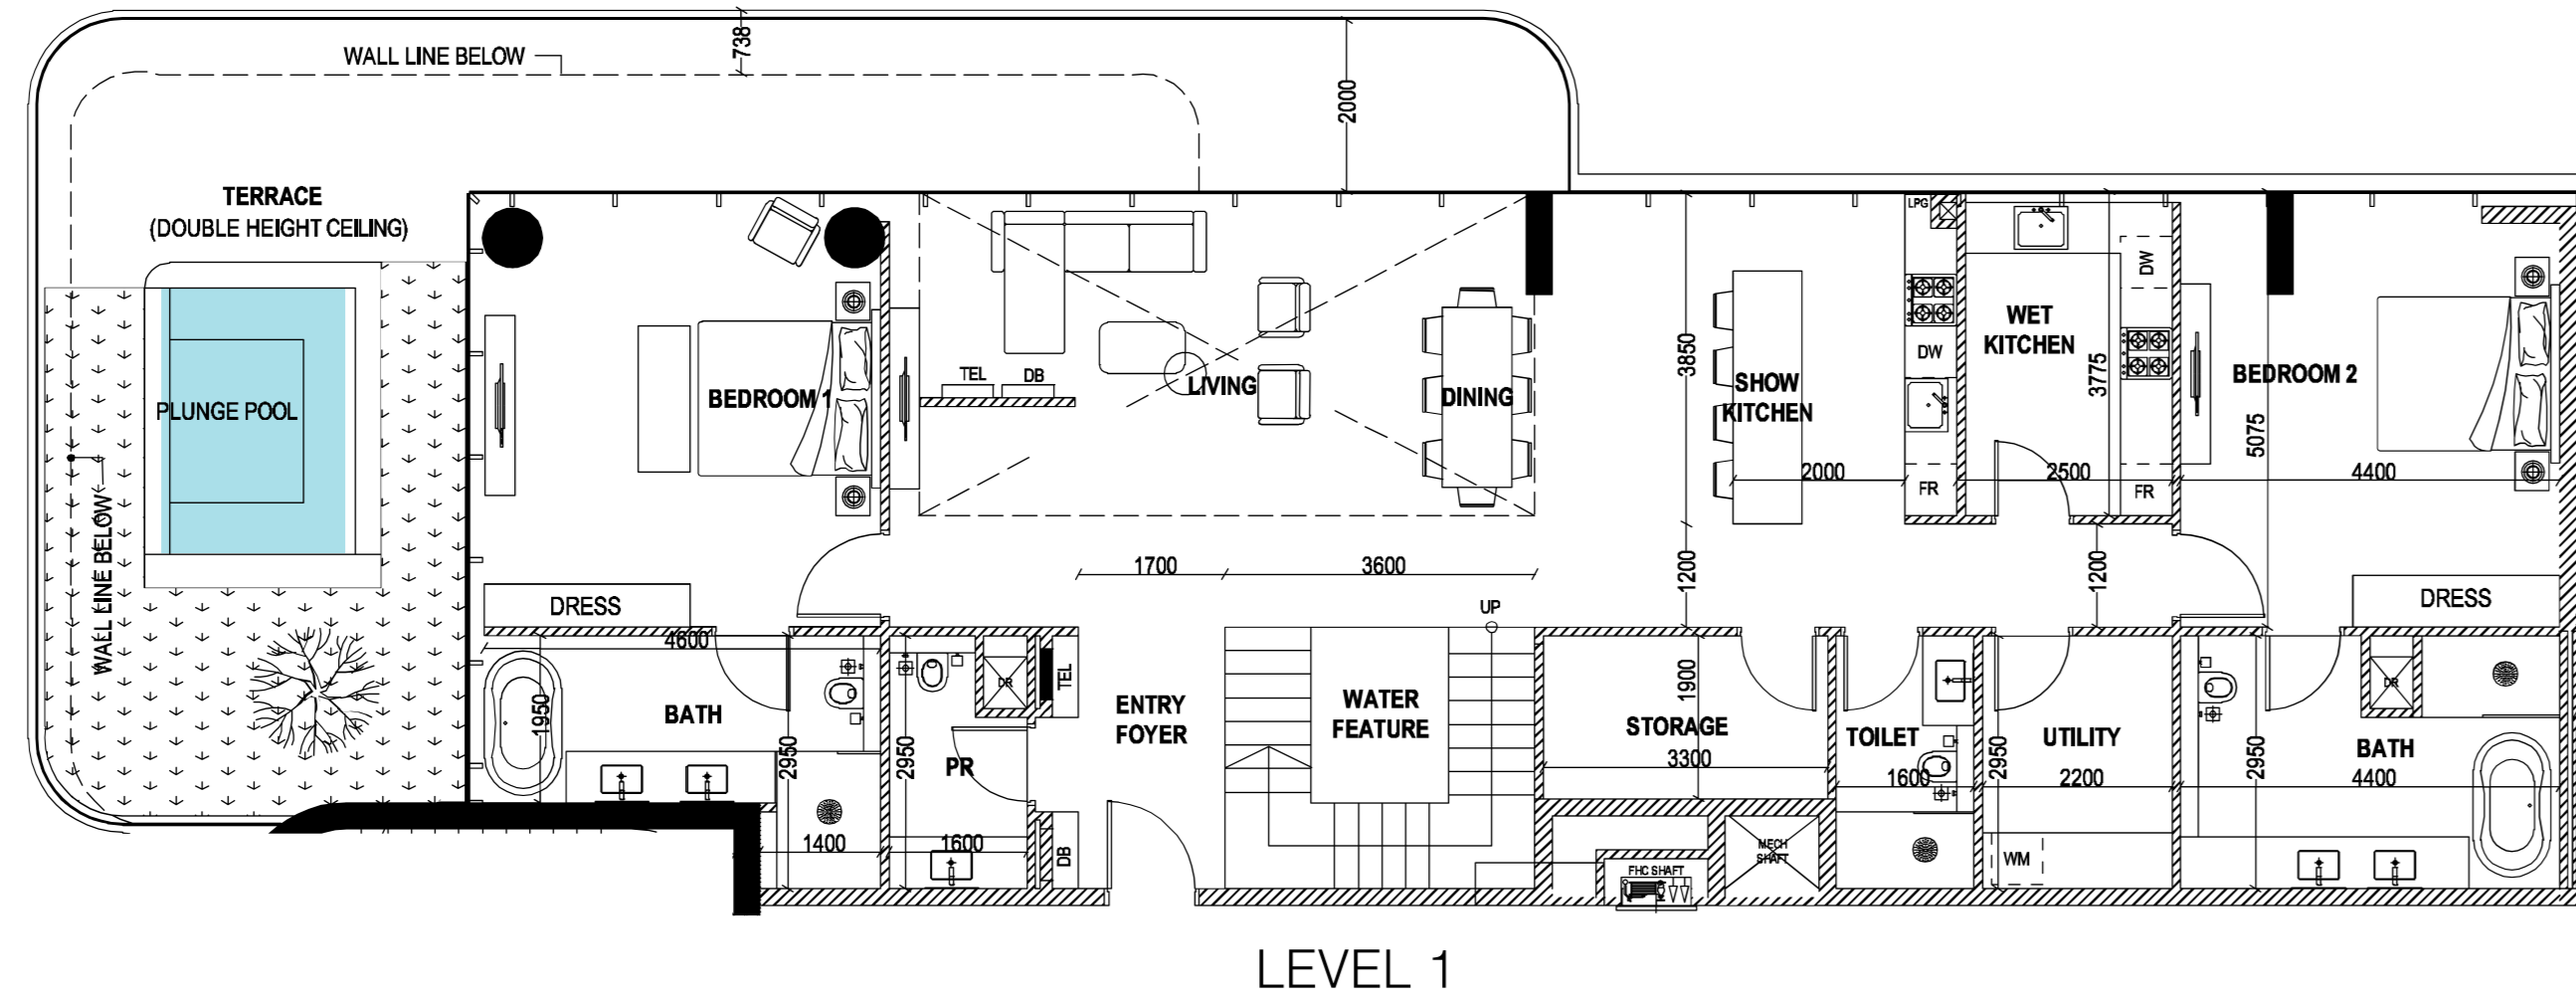 WALL LINE BELOW
738
2000
TERRACE
(DOUBLE HEIGHT CEILING)
PLUNGE POOL
WALL LINE BELOW
BEDROOM 1
DRESS
TEL
DB
LIVING
DINING
1700
3600
3850
1200
SHOW
KITCHEN
2000
LPG
DW
FR
WET
KITCHEN
3775
2500
DW
FR
1200
BEDROOM 2
5075
4400
DRESS
4600
1950
BATH
2950
1400
2950
PR
1600
DR
TEL
DB
ENTRY
FOYER
UP
WATER
FEATURE
1900
STORAGE
3300
FHC SHAFT
MECH
SHAFT
TOILET
1600
2950
UTILITY
2200
WM
2950
DR
BATH
4400
LEVEL 1